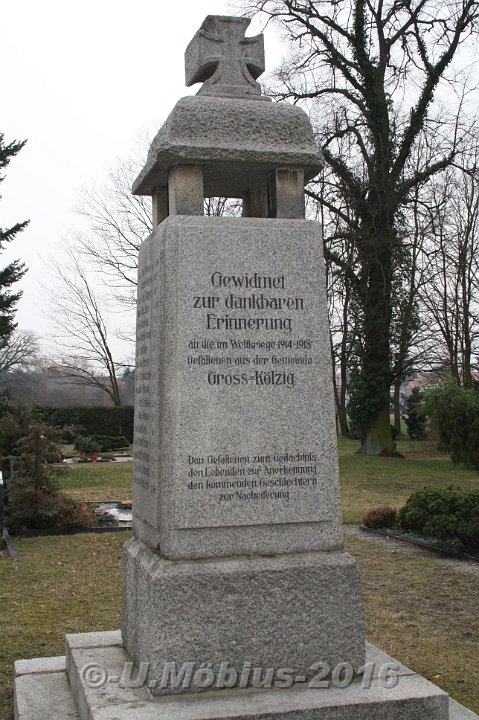 Gewidmet
zur dankbaren
Erinnerung
an die im Weltkriege 1914-1918
Gefallenen aus der Gemeinde
Gross-Kölzig
Den Gefallenen zum Gedächtnis
den Lebenden zur Anerkennung
den kommenden Geschlechtern
zur Nacheiferung
-©-U.Möbius-2016-©-